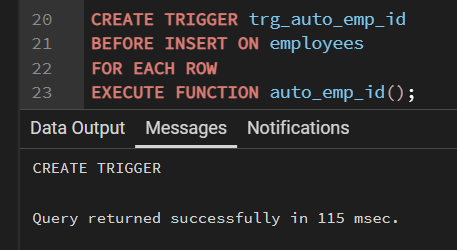 20 CREATE TRIGGER trg_auto_emp_id
21 BEFORE INSERT ON employees
22 FOR EACH ROW
23 EXECUTE FUNCTION auto_emp_id();
Data Output Messages Notifications
CREATE TRIGGER
Query returned successfully in 115 msec.